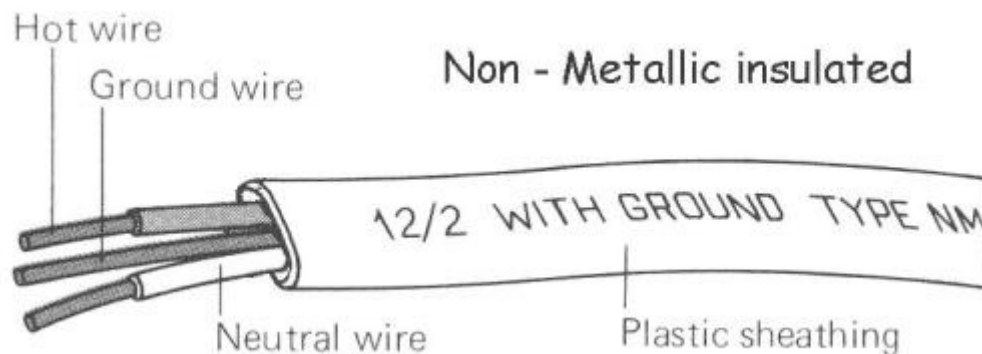 Hot wire
Ground wire
Non - Metallic insulated
12/2 WITH GROUND TYPE NM
Neutral wire
Plastic sheathing